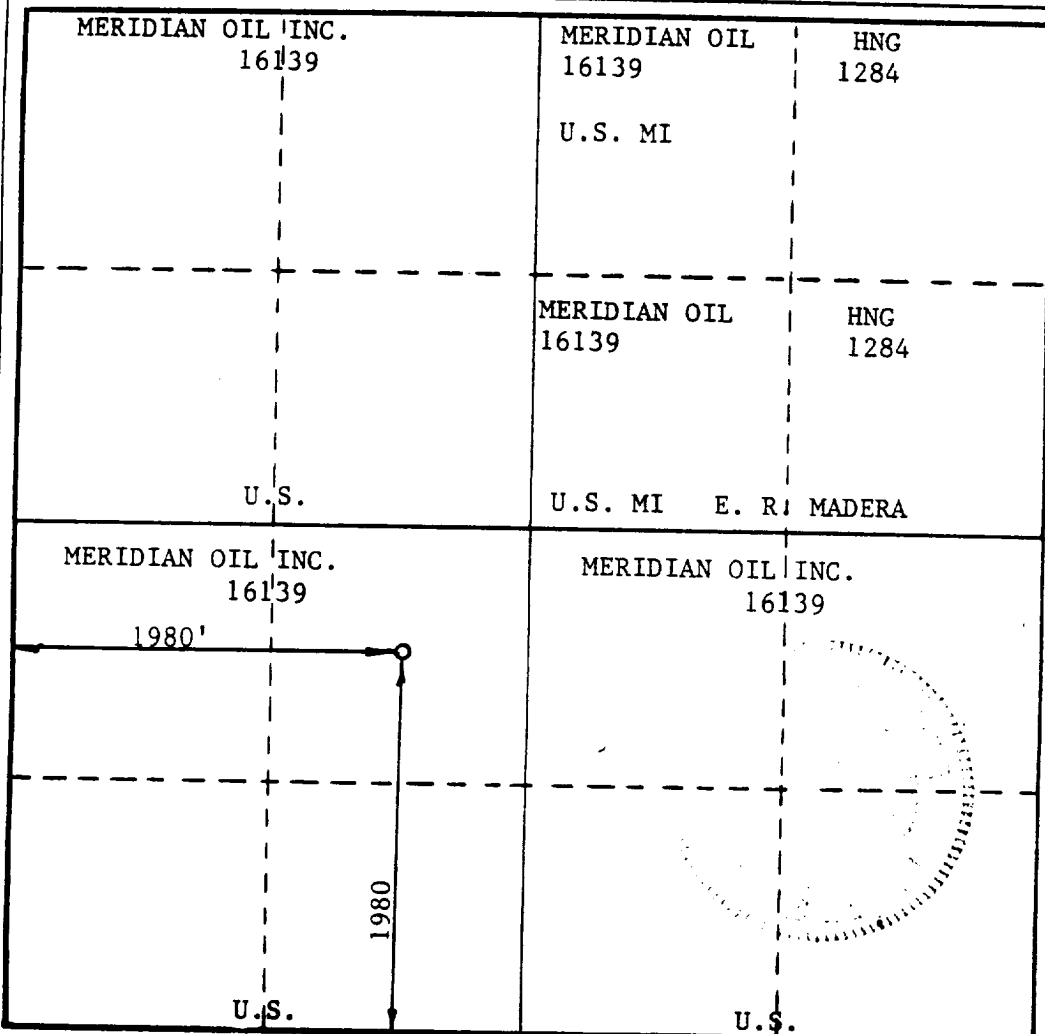 MERIDIAN OIL INC.
16139
MERIDIAN OIL
16139
U.S. MI
HNG
1284
U.S.
MERIDIAN OIL
16139
HNG
1284
U.S. MI E. R. MADERA
MERIDIAN OIL INC.
16139
1980'
1980
U.S.
MERIDIAN OIL INC.
16139
U.S.